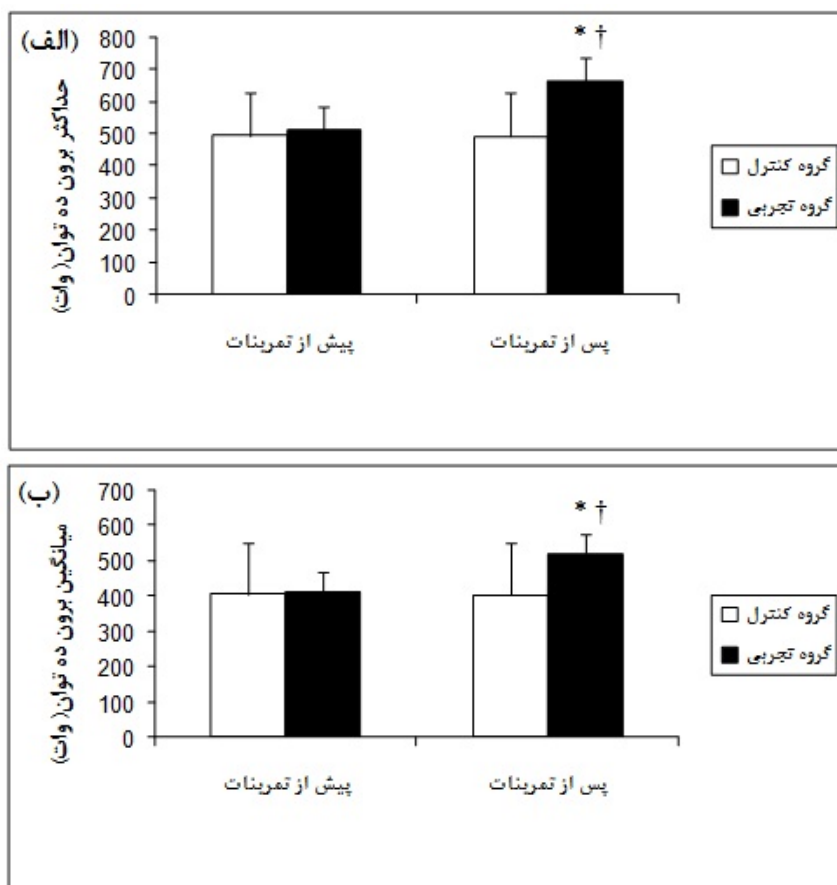 (الف)
حداکثر برون ده توان( وات)
800
700
600
500
400
300
200
100
0
* †
پیش از تمرینات
پس از تمرینات
گروه کنترل
گروه تجربی
(ب)
میانگین برون ده توان( وات)
700
600
500
400
300
200
100
0
* †
پیش از تمرینات
پس از تمرینات
گروه کنترل
گروه تجربی